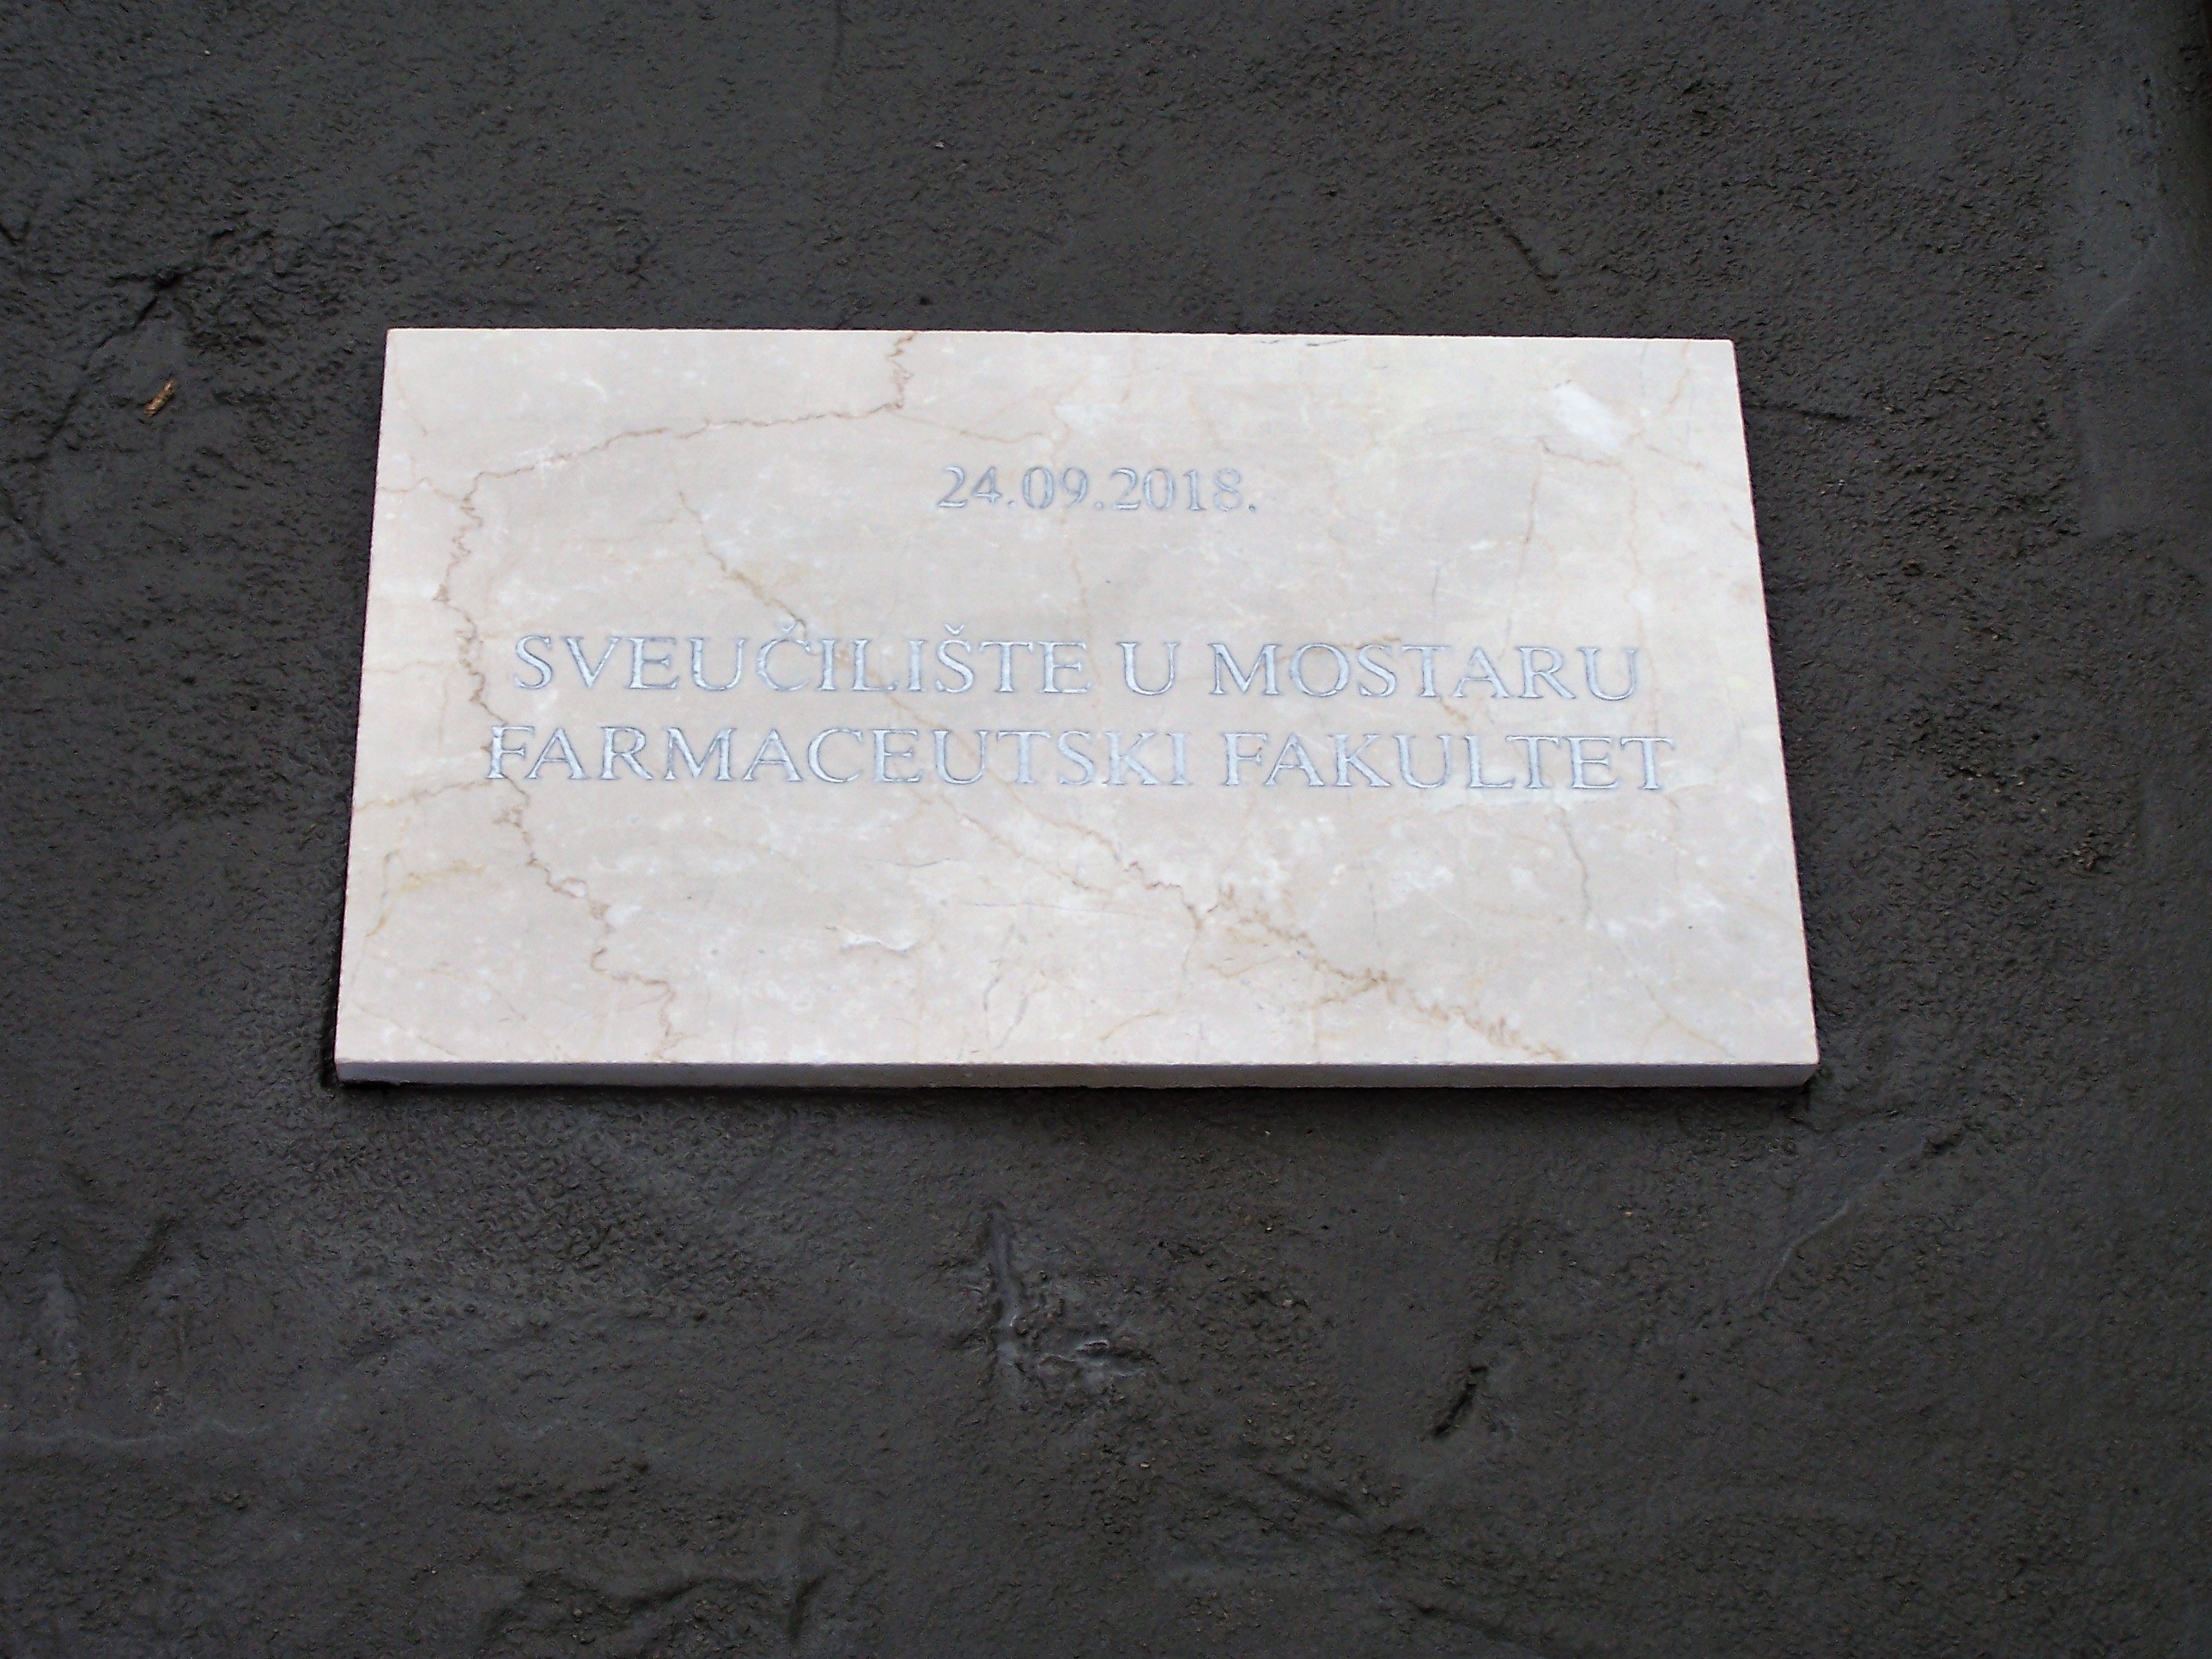 24.09.2018.
SVEUČILIŠTE U MOSTARU
FARMACEUTSKI FAKULTET